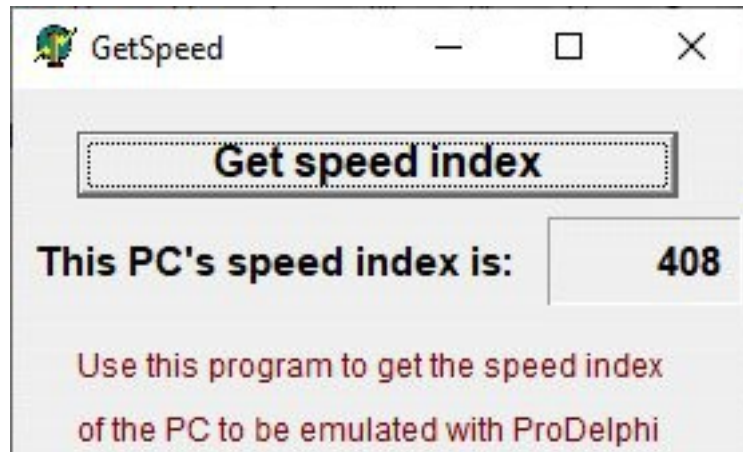 GetSpeed
Get speed index
This PC's speed index is: 408
Use this program to get the speed index
of the PC to be emulated with ProDelphi